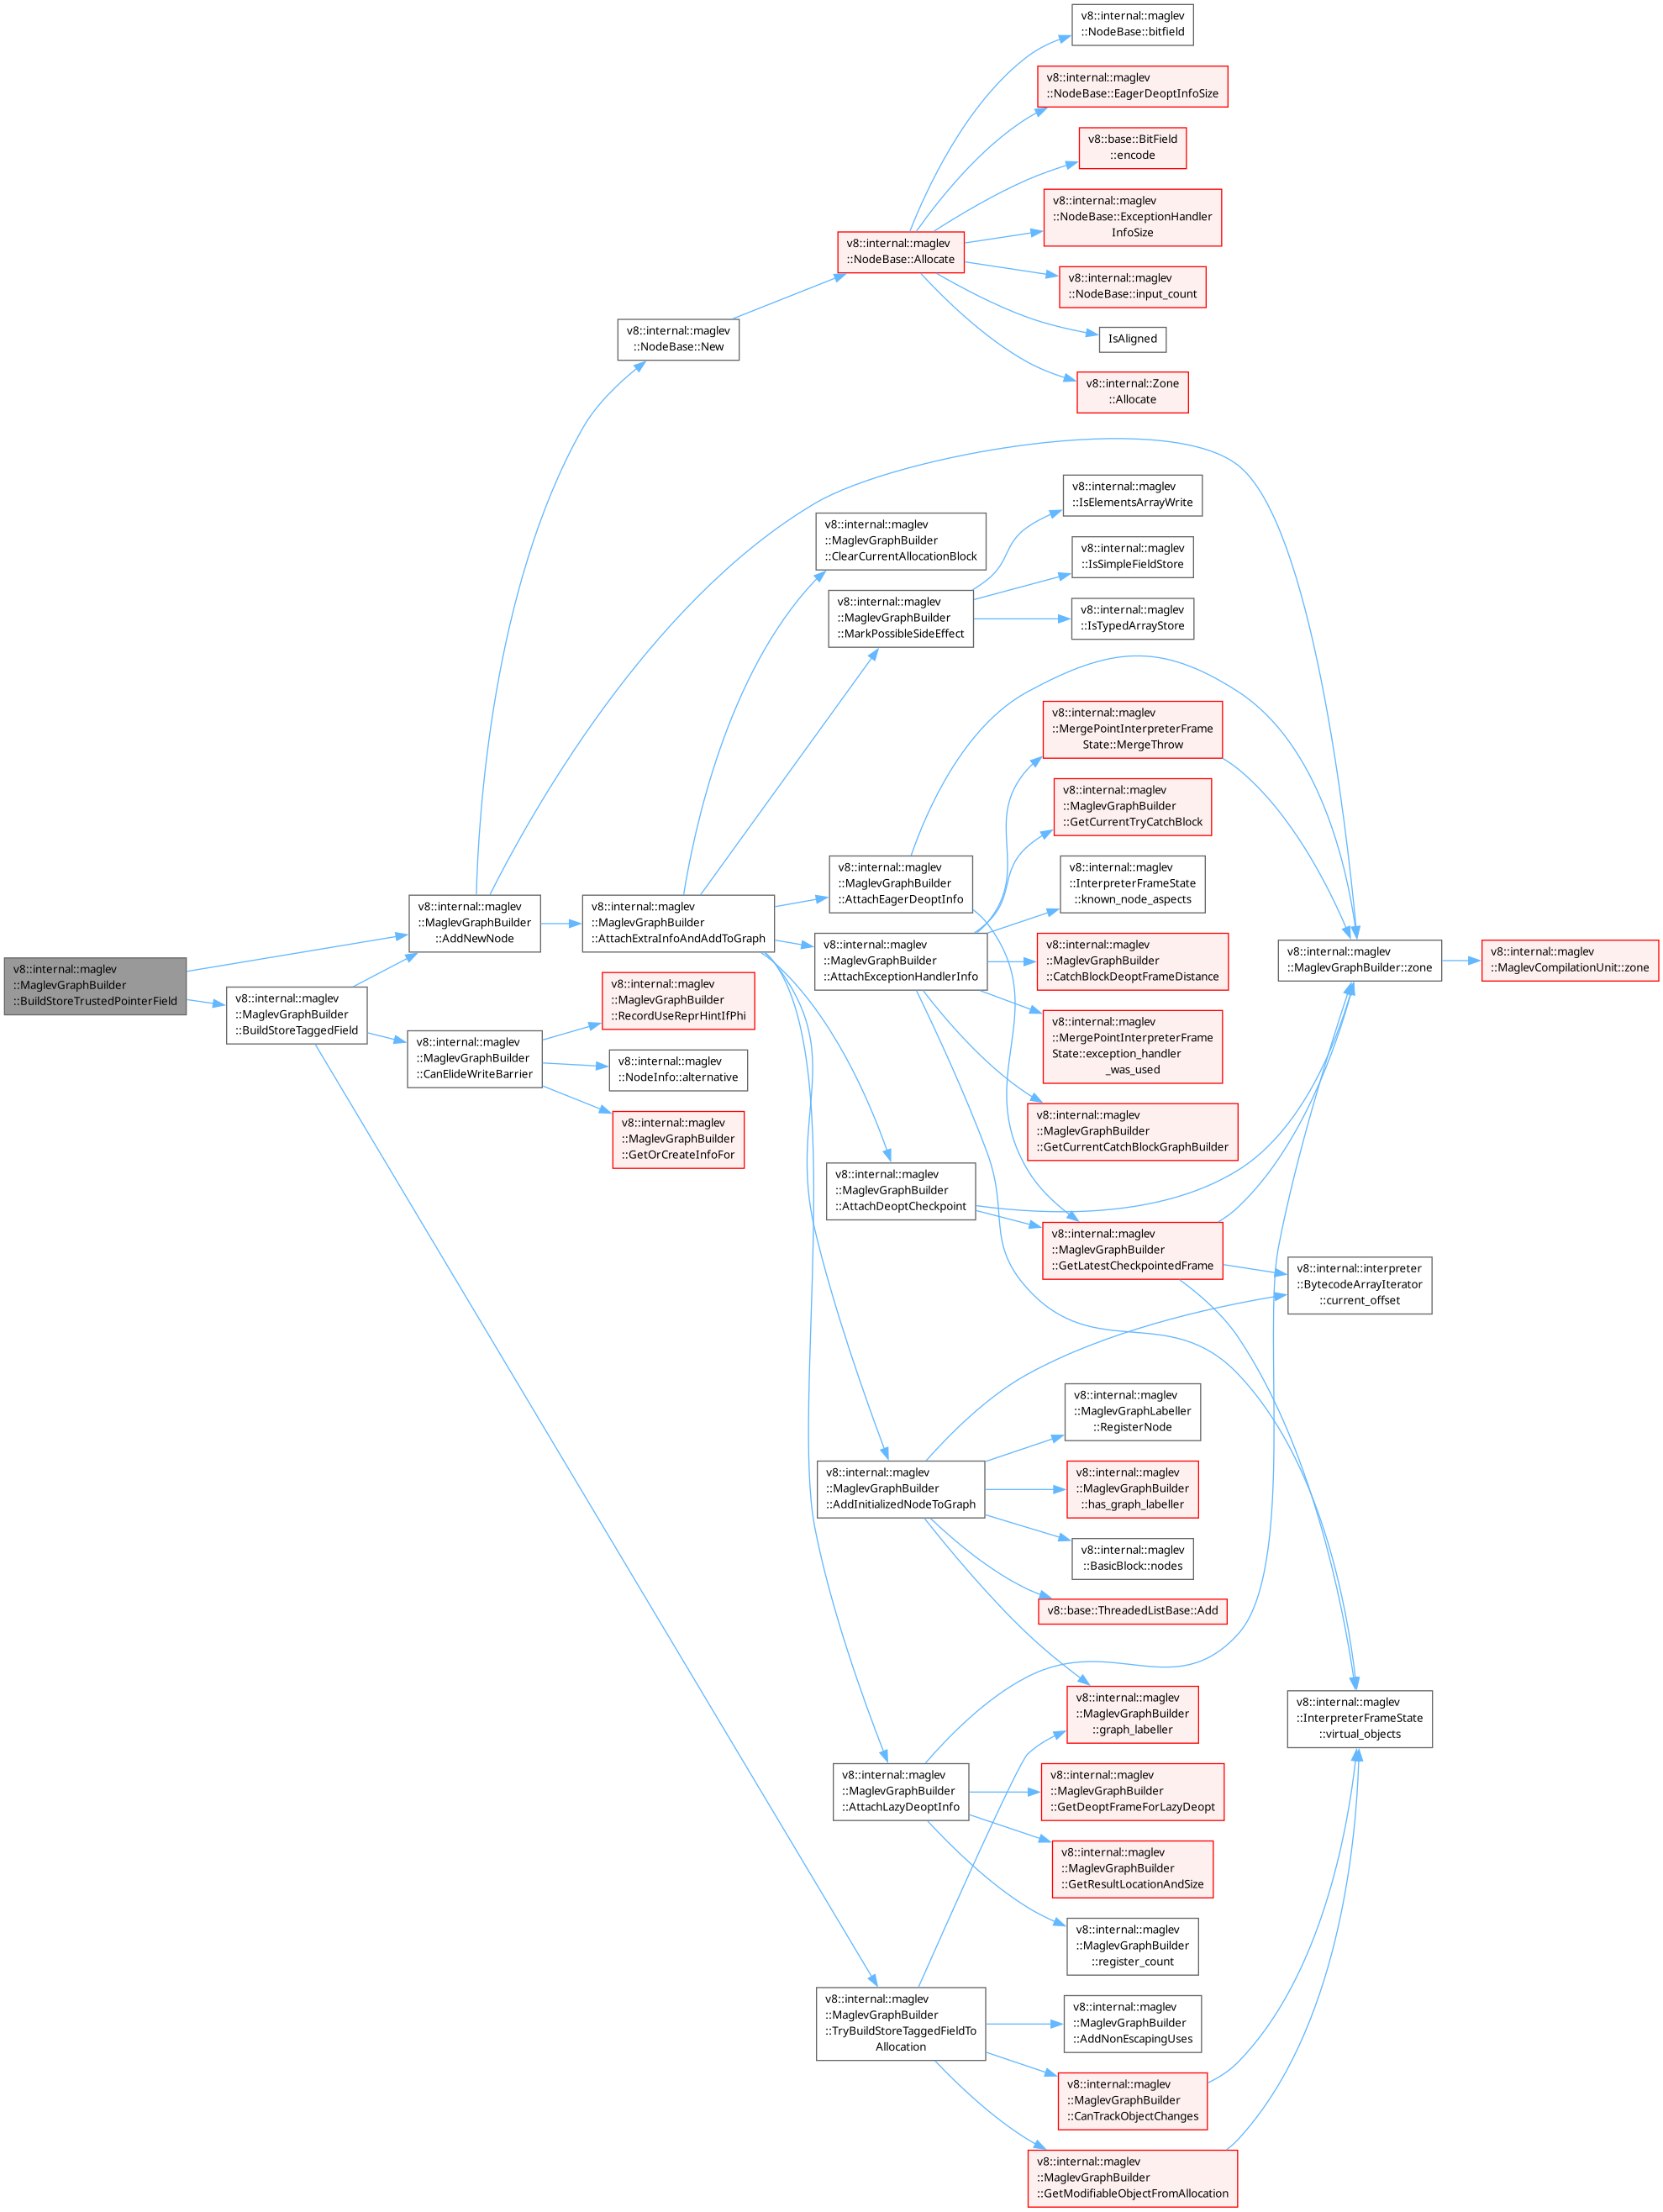 v8::internal::maglev
::NodeBase::bitfield
v8::internal::maglev
::NodeBase::EagerDeoptInfoSize
v8::base::BitField
::encode
v8::internal::maglev
::NodeBase::ExceptionHandler
InfoSize
v8::internal::maglev
::NodeBase::Allocate
v8::internal::maglev
::NodeBase::input_count
v8::internal::maglev
::NodeBase::New
IsAligned
v8::internal::Zone
::Allocate
v8::internal::maglev
::IsElementsArrayWrite
v8::internal::maglev
::MaglevGraphBuilder
::ClearCurrentAllocationBlock
v8::internal::maglev
::IsSimpleFieldStore
v8::internal::maglev
::MaglevGraphBuilder
::MarkPossibleSideEffect
v8::internal::maglev
::IsTypedArrayStore
v8::internal::maglev
::MergePointInterpreterFrame
State::MergeThrow
v8::internal::maglev
::MaglevGraphBuilder
::GetCurrentTryCatchBlock
v8::internal::maglev
::MaglevGraphBuilder
::AttachEagerDeoptInfo
v8::internal::maglev
::InterpreterFrameState
::known_node_aspects
v8::internal::maglev
::MaglevGraphBuilder
::AddNewNode
v8::internal::maglev
::MaglevGraphBuilder
::AttachExtraInfoAndAddToGraph
v8::internal::maglev
::MaglevGraphBuilder
::AttachExceptionHandlerInfo
v8::internal::maglev
::MaglevGraphBuilder
::CatchBlockDeoptFrameDistance
v8::internal::maglev
::MaglevGraphBuilder::zone
v8::internal::maglev
::MaglevCompilationUnit::zone
v8::internal::maglev
::MaglevGraphBuilder
::BuildStoreTrustedPointerField
v8::internal::maglev
::MaglevGraphBuilder
::BuildStoreTaggedField
v8::internal::maglev
::MaglevGraphBuilder
::RecordUseReprHintIfPhi
v8::internal::maglev
::MergePointInterpreterFrame
State::exception_handler
_was_used
v8::internal::maglev
::MaglevGraphBuilder
::CanElideWriteBarrier
v8::internal::maglev
::NodeInfo::alternative
v8::internal::maglev
::MaglevGraphBuilder
::GetOrCreateInfoFor
v8::internal::maglev
::MaglevGraphBuilder
::GetCurrentCatchBlockGraphBuilder
v8::internal::maglev
::MaglevGraphBuilder
::AttachDeoptCheckpoint
v8::internal::maglev
::MaglevGraphBuilder
::GetLatestCheckpointedFrame
v8::internal::interpreter
::BytecodeArrayIterator
::current_offset
v8::internal::maglev
::MaglevGraphLabeller
::RegisterNode
v8::internal::maglev
::MaglevGraphBuilder
::AddInitializedNodeToGraph
v8::internal::maglev
::MaglevGraphBuilder
::has_graph_labeller
v8::internal::maglev
::BasicBlock::nodes
v8::base::ThreadedListBase::Add
v8::internal::maglev
::MaglevGraphBuilder
::graph_labeller
v8::internal::maglev
::InterpreterFrameState
::virtual_objects
v8::internal::maglev
::MaglevGraphBuilder
::AttachLazyDeoptInfo
v8::internal::maglev
::MaglevGraphBuilder
::GetDeoptFrameForLazyDeopt
v8::internal::maglev
::MaglevGraphBuilder
::GetResultLocationAndSize
v8::internal::maglev
::MaglevGraphBuilder
::register_count
v8::internal::maglev
::MaglevGraphBuilder
::TryBuildStoreTaggedFieldTo
Allocation
v8::internal::maglev
::MaglevGraphBuilder
::AddNonEscapingUses
v8::internal::maglev
::MaglevGraphBuilder
::CanTrackObjectChanges
v8::internal::maglev
::MaglevGraphBuilder
::GetModifiableObjectFromAllocation